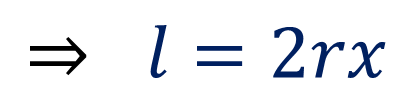 ⇒ l = 2rx